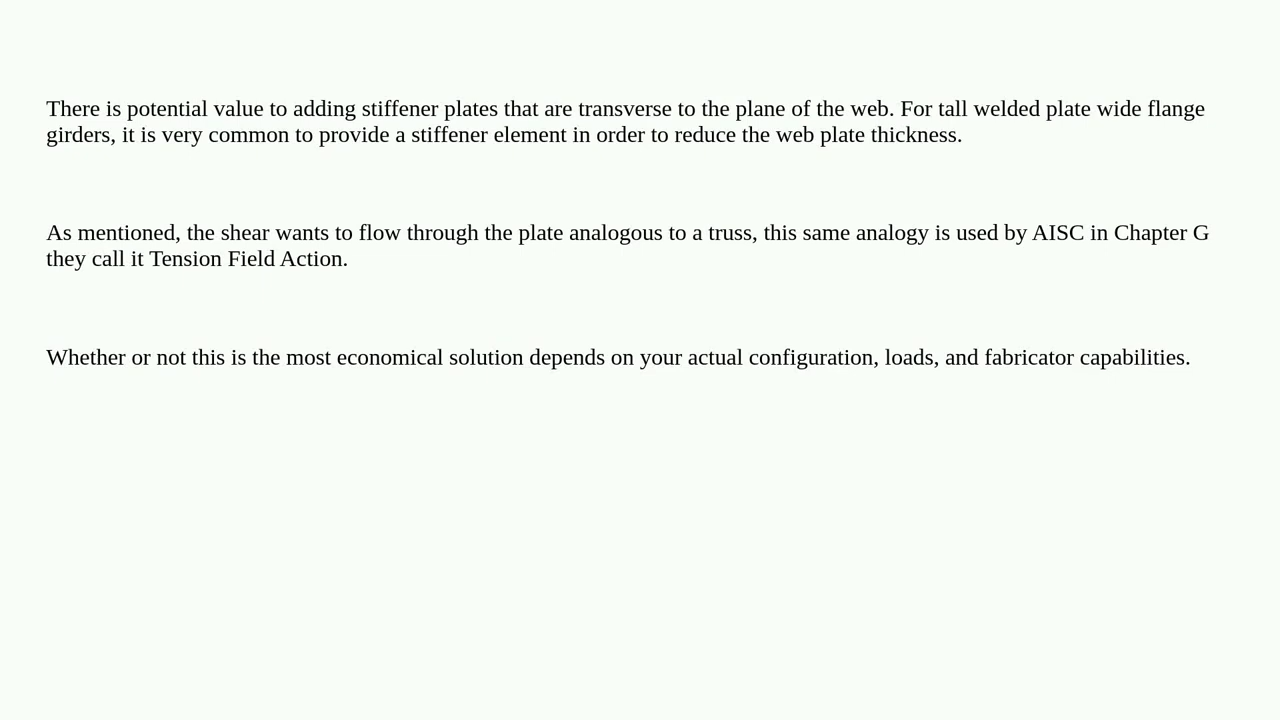 There is potential value to adding stiffener plates that are transverse to the plane of the web. For tall welded plate wide flange
girders, it is very common to provide a stiffener element in order to reduce the web plate thickness.
As mentioned, the shear wants to flow through the plate analogous to a truss, this same analogy is used by AISC in Chapter G
they call it Tension Field Action.
Whether or not this is the most economical solution depends on your actual configuration, loads, and fabricator capabilities.